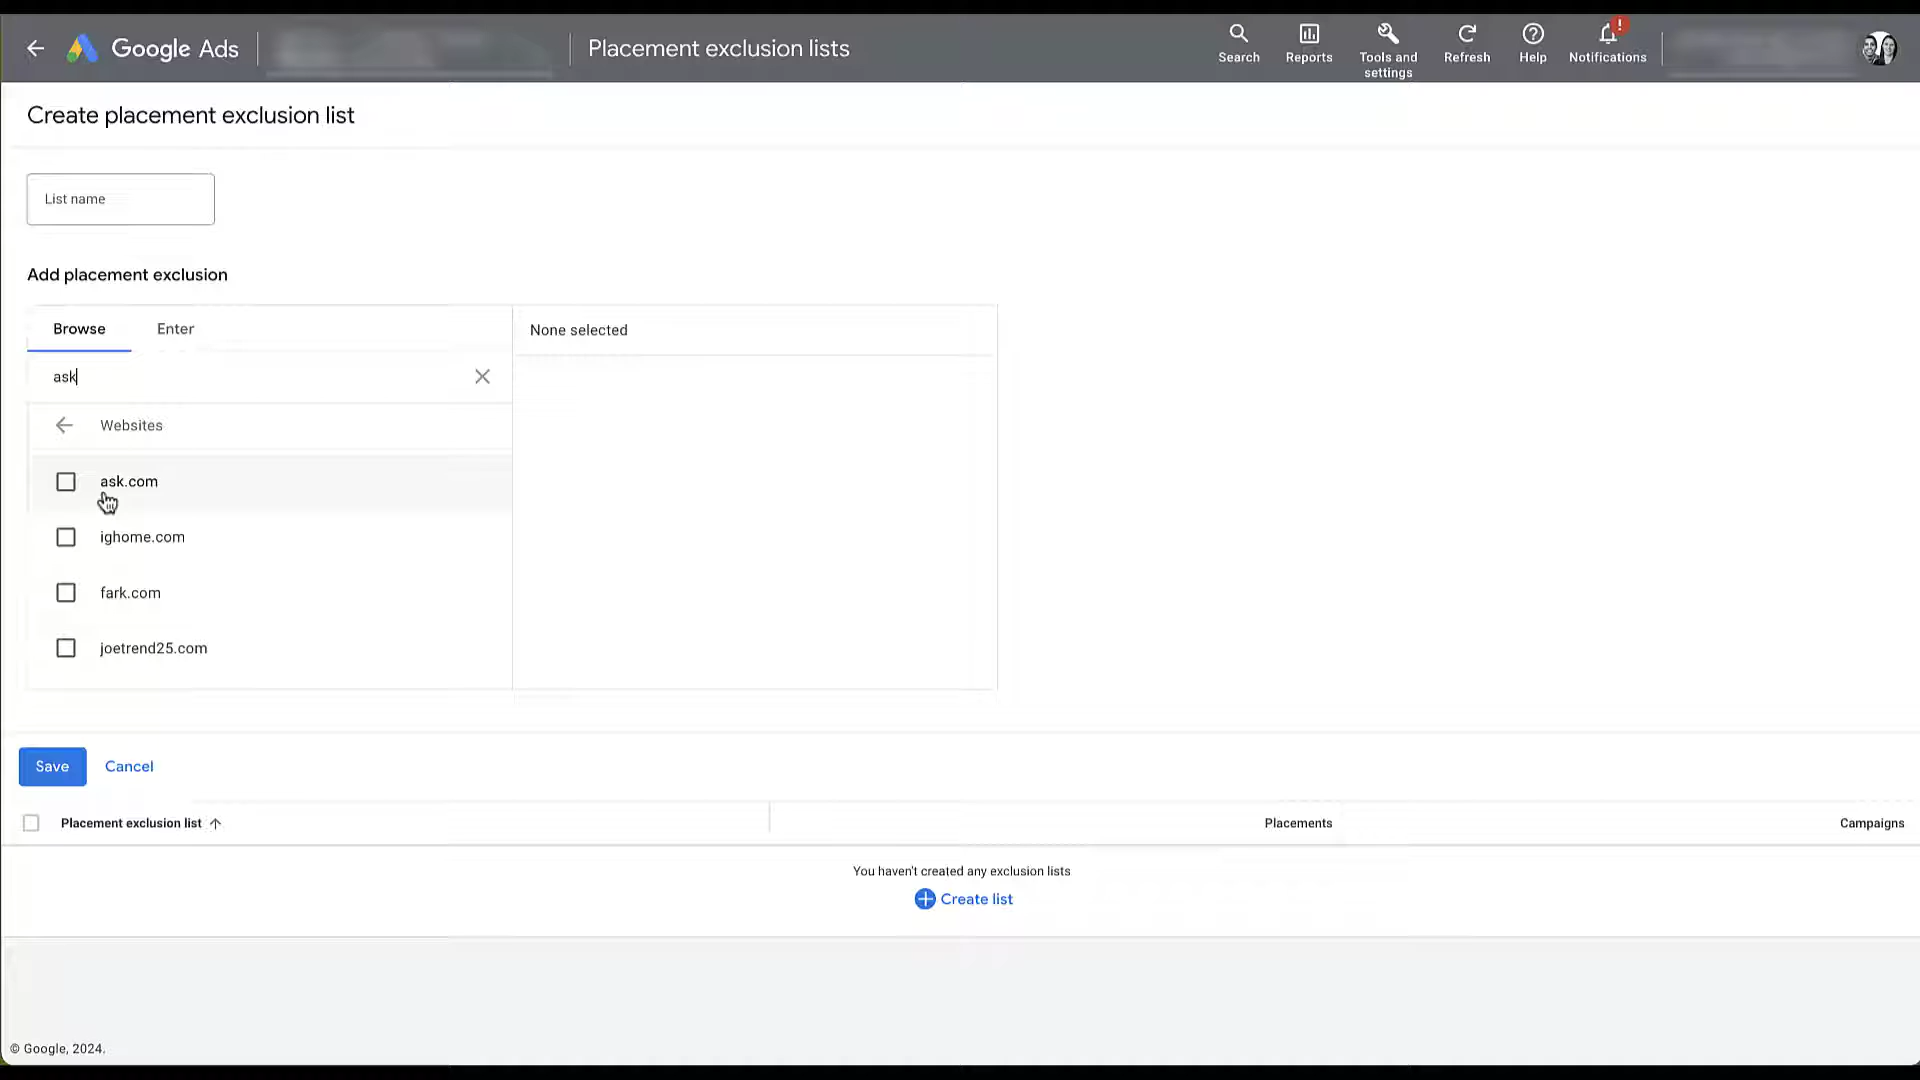 Google Ads
Placement exclusion lists
Search
Reports
Tools and
settings
Refresh
Help
!
Notifications
Create placement exclusion list
List name
Add placement exclusion
Browse
Enter
None selected
ask
Websites
ask.com
ighome.com
fark.com
joetrend25.com
Save
Cancel
Placement exclusion list
Placements
Campaigns
You haven't created any exclusion lists
Create list
© Google, 2024.